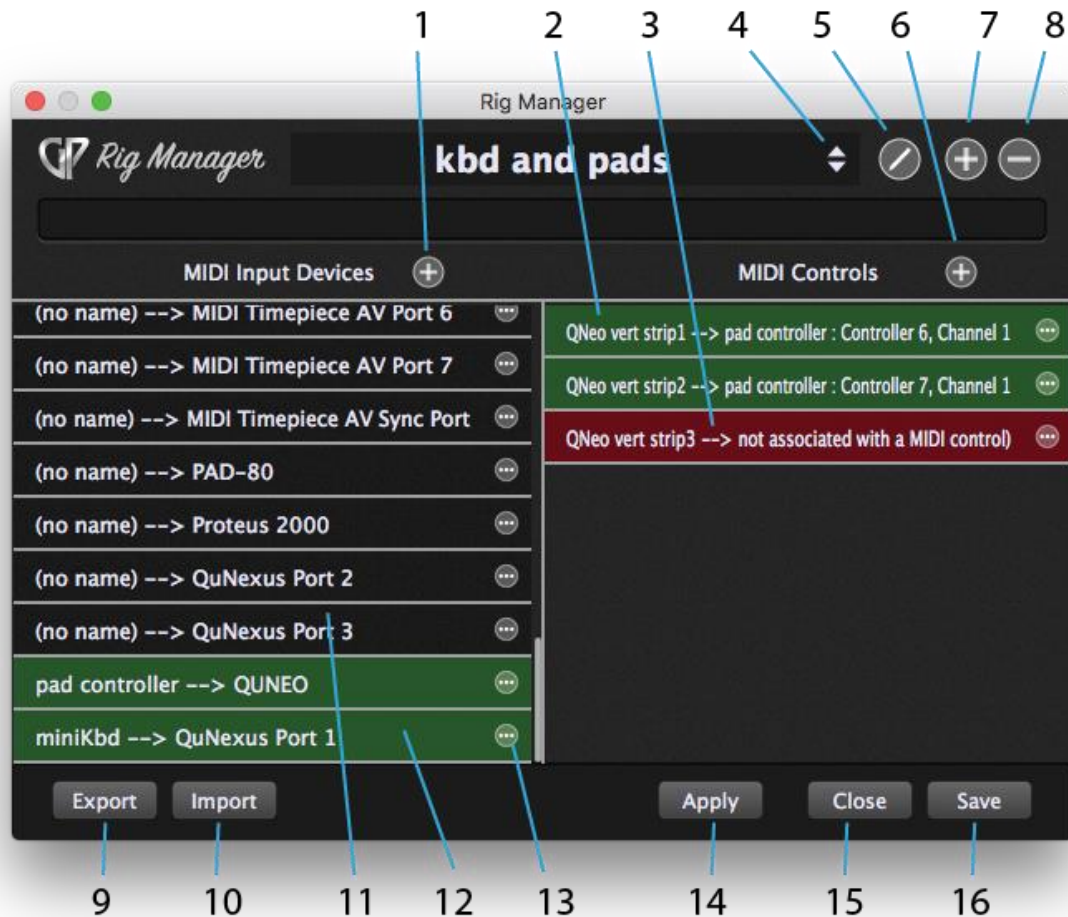 1 2 3 4 5 6 7 8
Rig Manager
GP Rig Manager kbd and pads
MIDI Input Devices MIDI Controls
(no name) --> MIDI Timepiece AV Port 6
(no name) --> MIDI Timepiece AV Port 7
(no name) --> MIDI Timepiece AV Sync Port
(no name) --> PAD-80
(no name) --> Proteus 2000
(no name) --> QuNexus Port 2
(no name) --> QuNexus Port 3
pad controller --> QUNEO
miniKbd --> QuNexus Port 1
QNeo vert strip1 --> pad controller : Controller 6, Channel 1
QNeo vert strip2 --> pad controller : Controller 7, Channel 1
QNeo vert strip3 --> not associated with a MIDI control)
Export Import Apply Close Save
9 10 11 12 13 14 15 16